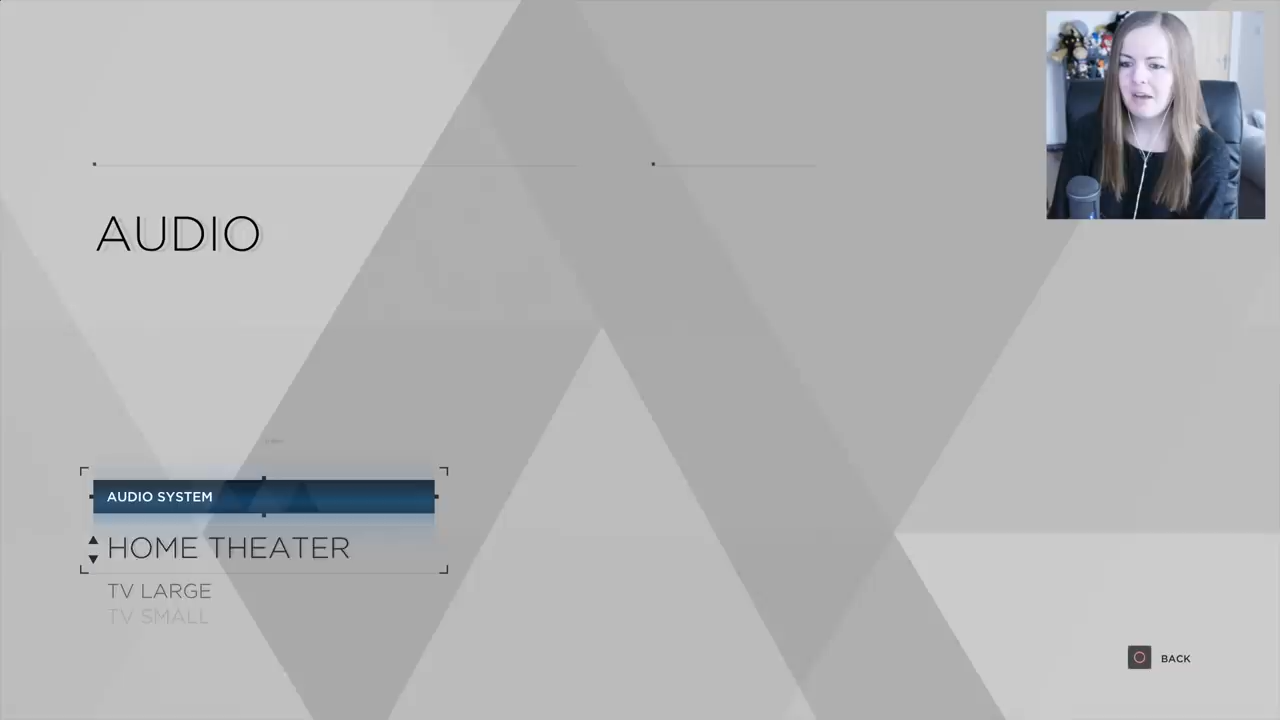 AUDIO
AUDIO SYSTEM
HOME THEATER
TV LARGE
TV SMALL
BACK